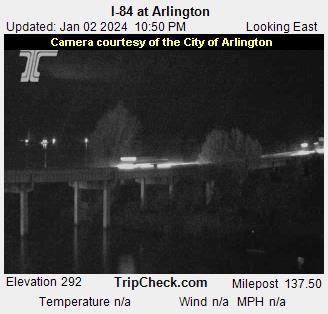 I-84 at Arlington
Updated: Jan 02 2024 10:50 PM Looking East
Camera courtesy of the City of Arlington
Elevation 292 TripCheck.com Milepost 137.50
Temperature n/a Wind n/a MPH n/a